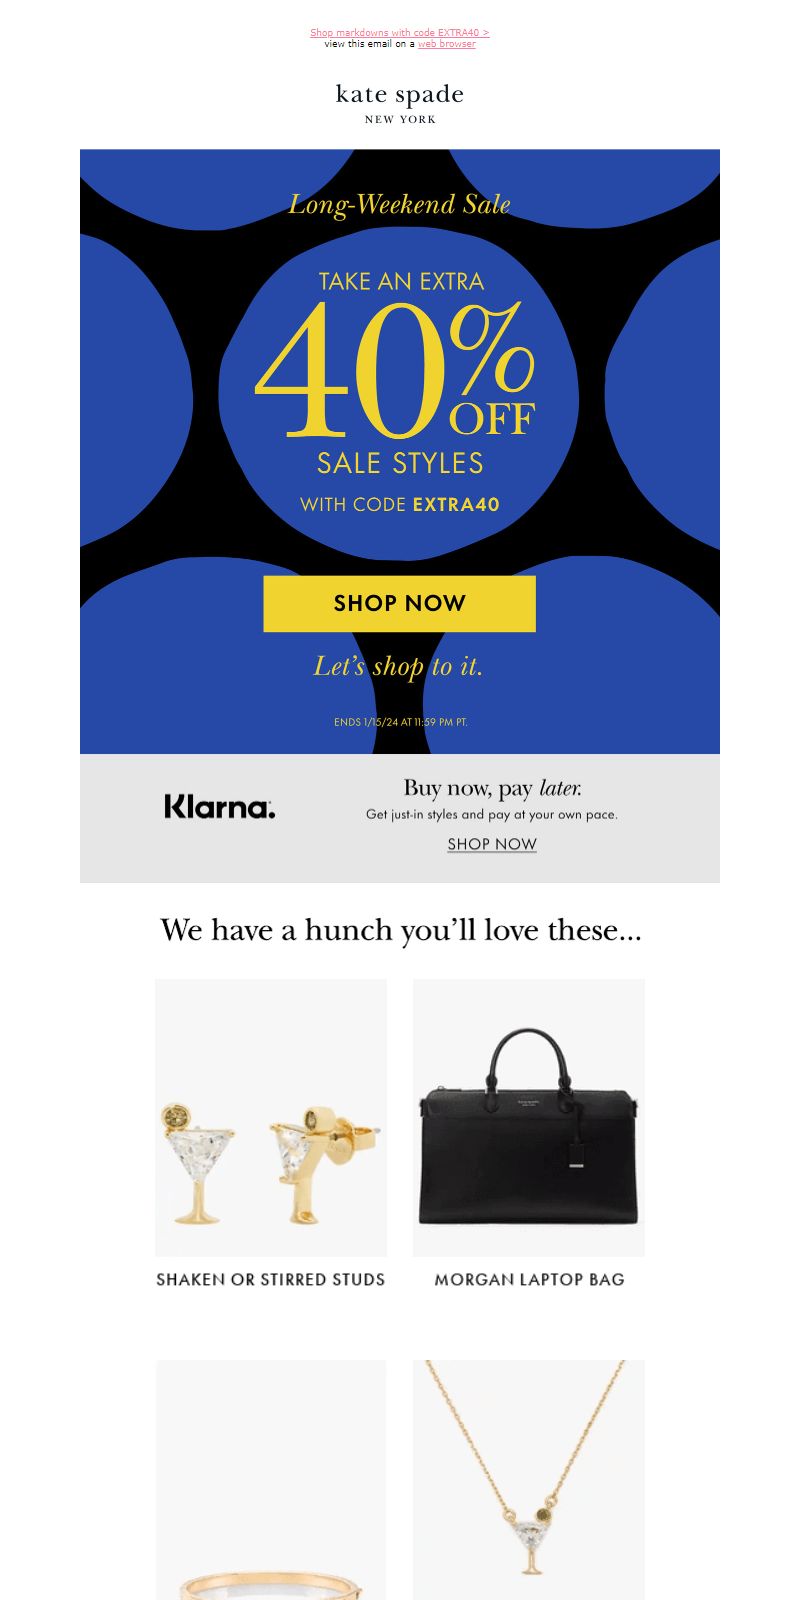 Shop markdowns with code EXTRA40 >
view this email on a web browser
kate spade
NEW YORK
Long-Weekend Sale
TAKE AN EXTRA
40%
OFF
SALE STYLES
WITH CODE EXTRA40
SHOP NOW
Let's shop to it.
ENDS 1/15/24 AT 11:59 PM PT.
Klarna.
Buy now, pay later.
Get just-in styles and pay at your own pace.
SHOP NOW
We have a hunch you'll love these...
SHAKEN OR STIRRED STUDS
MORGAN LAPTOP BAG